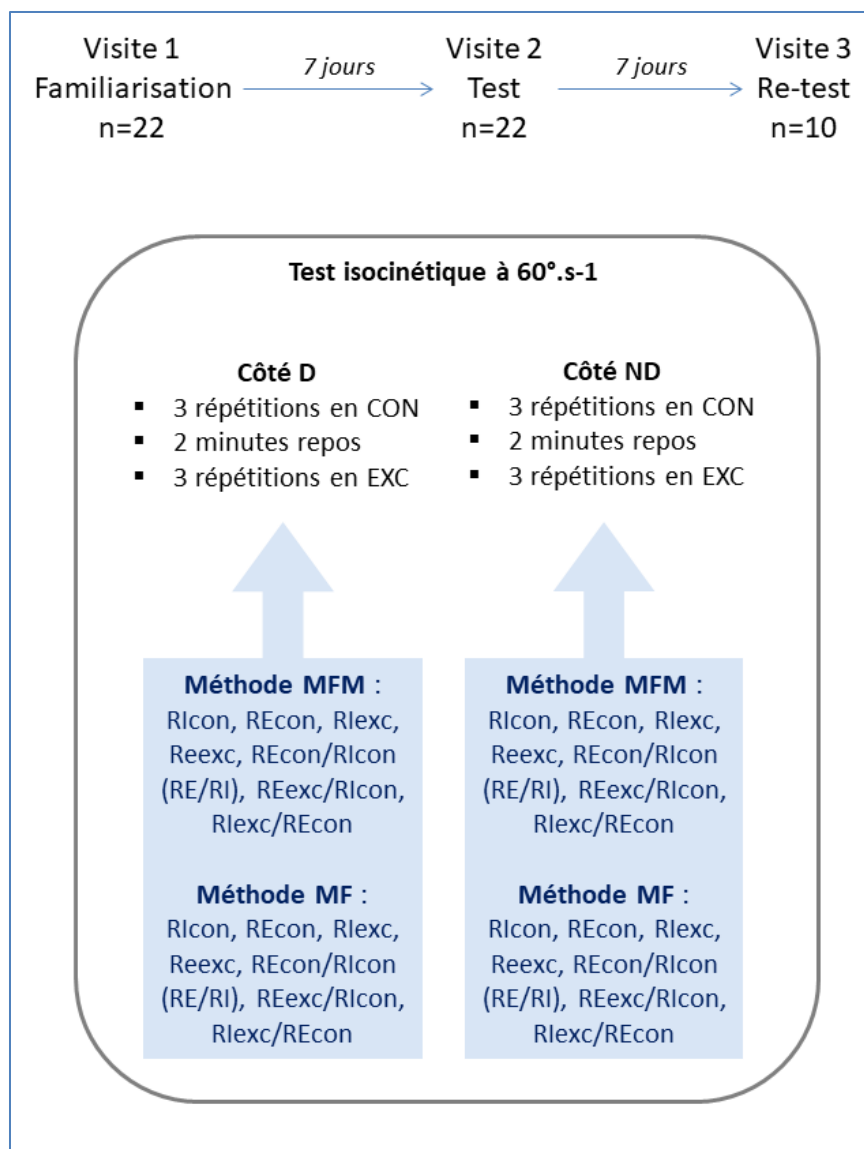 Visite 1
Familiarisation
n=22
7 jours
Visite 2
Test
n=22
7 jours
Visite 3
Re-test
n=10
Test isocinétique à 60°.s-1
Côté D
▪ 3 répétitions en CON
▪ 2 minutes repos
▪ 3 répétitions en EXC
Côté ND
▪ 3 répétitions en CON
▪ 2 minutes repos
▪ 3 répétitions en EXC
Méthode MFM :
RIcon, REcon, RIexc,
Reexc, REcon/RIcon
(RE/RI), REexc/RIcon,
RIexc/REcon
Méthode MF :
RIcon, REcon, RIexc,
Reexc, REcon/RIcon
(RE/RI), REexc/RIcon,
RIexc/REcon
Méthode MFM :
RIcon, REcon, RIexc,
Reexc, REcon/RIcon
(RE/RI), REexc/RIcon,
RIexc/REcon
Méthode MF :
RIcon, REcon, RIexc,
Reexc, REcon/RIcon
(RE/RI), REexc/RIcon,
RIexc/REcon